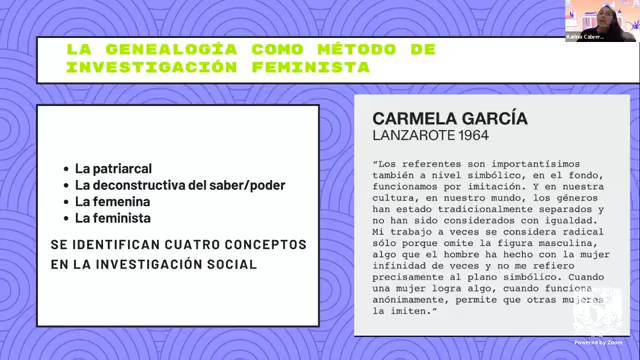 LA GENEALOGÍA COMO MÉTODO DE
INVESTIGACIÓN FEMINISTA
Karina Cabrer...
La patriarcal
La deconstructiva del saber/poder
La femenina
La feminista
SE IDENTIFICAN CUATRO CONCEPTOS
EN LA INVESTIGACIÓN SOCIAL
CARMELA GARCÍA
LANZAROTE 1964
“Los referentes son importantísimos
también a nivel simbólico, en el fondo,
funcionamos por imitación. Y en nuestra
cultura, en nuestro mundo, los géneros
han estado tradicionalmente separados y
no han sido considerados con igualdad.
Mi trabajo a veces se considera radical
sólo porque omite la figura masculina,
algo que el hombre ha hecho con la mujer
infinidad de veces y no me refiero
precisamente al plano simbólico. Cuando
una mujer logra algo, cuando funciona
anónimamente, permite que otras mujeres
la imiten.”
Powered by Zoom